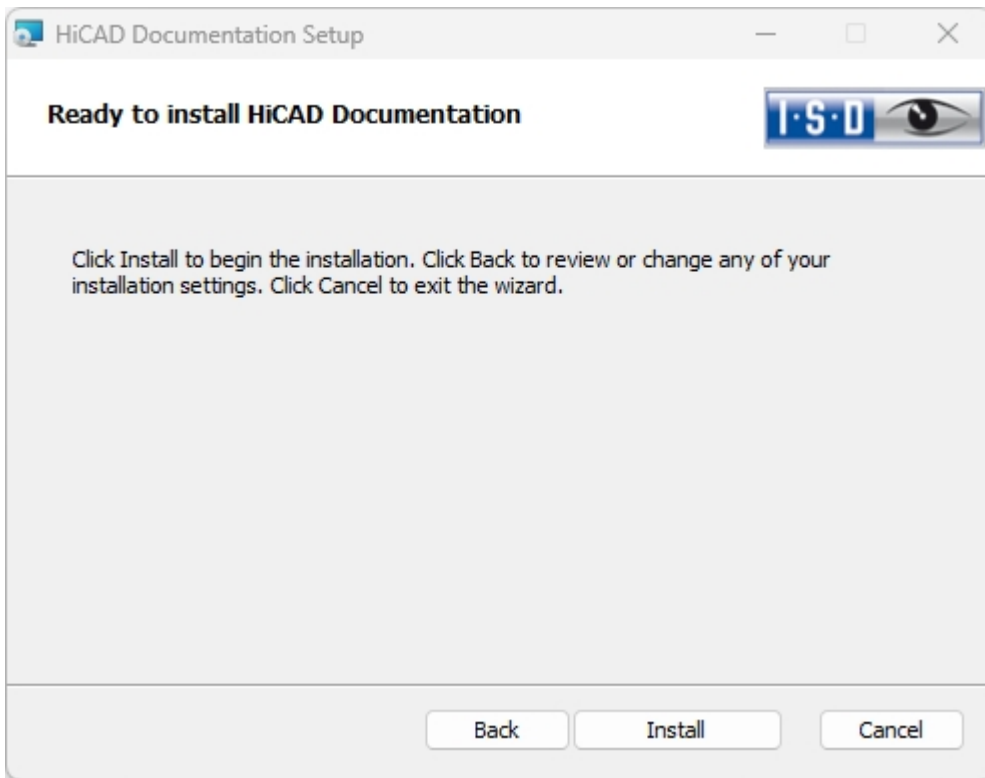 HiCAD Documentation Setup
Ready to install HiCAD Documentation
I·S·D
Click Install to begin the installation. Click Back to review or change any of your
installation settings. Click Cancel to exit the wizard.
Back
Install
Cancel